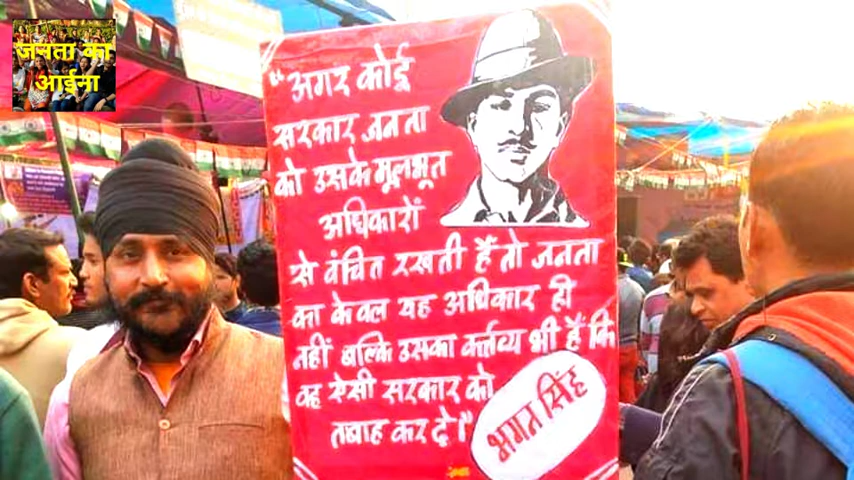 जनता का
आईना
"अगर कोई
सरकार जनता
को उसके मूलभूत
अधिकारों
से वंचित रखती हैं तो जनता
का केवल यह अधिकार ही
नहीं बल्कि उसका कर्त्तव्य भी हैं कि
वह ऐसी सरकार को
तबाह कर दे।"
भगत सिंह